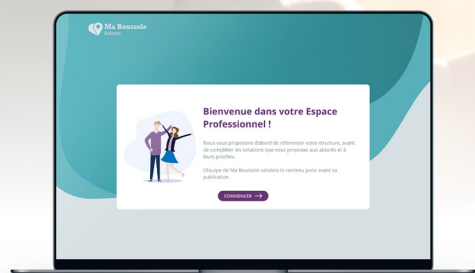 Ma Boussole
Aidants
Bienvenue dans votre Espace
Professionnel !
Nous vous proposons d'abord de référencer votre structure, avant
de compléter les solutions que vous proposez aux aidants et à
leurs proches.
L'équipe de Ma Boussole validera le contenu juste avant sa
publication
COMMENCER